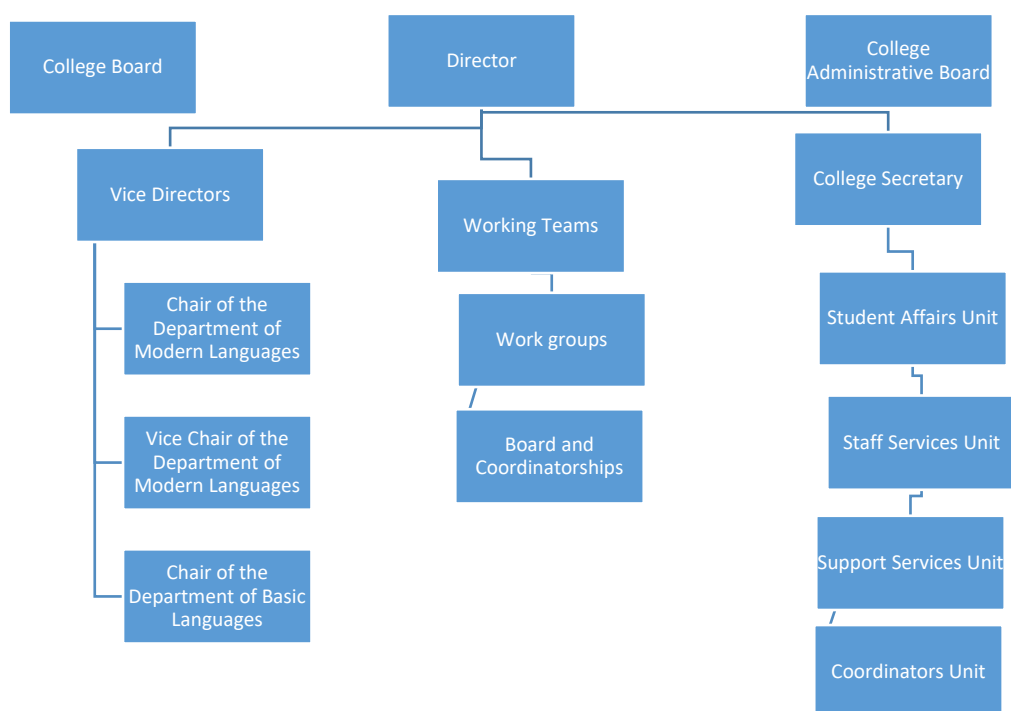 College Board
Director
College
Administrative Board
Vice Directors
Working Teams
College Secretary
Chair of the
Department of
Modern Languages
Work groups
Student Affairs Unit
Vice Chair of the
Department of
Modern Languages
Board and
Coordinatorships
Staff Services Unit
Chair of the
Department of Basic
Languages
Support Services Unit
Coordinators Unit